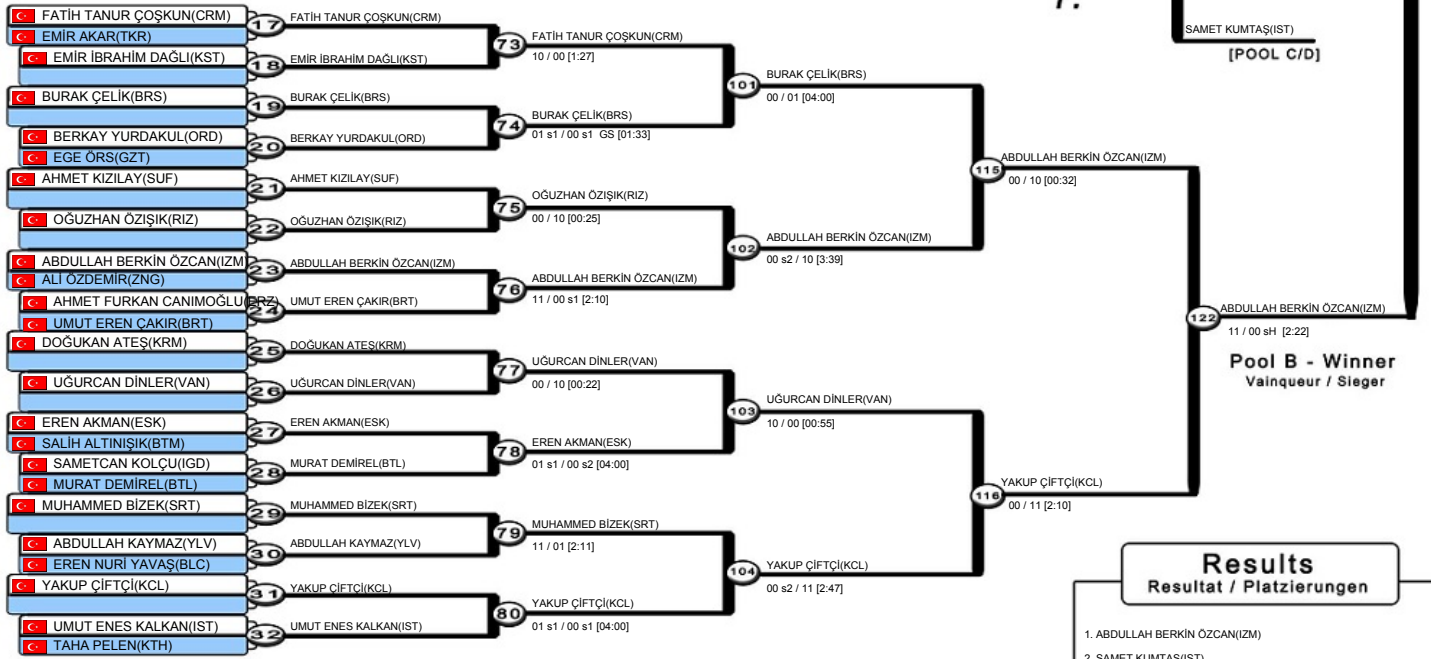 FATİH TANUR ÇOŞKUN(CRM)
EMİR AKAR(TKR)
EMİR İBRAHİM DAĞLI(KST)
BURAK ÇELİK(BRS)
BERKAY YURDAKUL(ORD)
EGE ÖRS(GZT)
AHMET KIZILAY(SUF)
OĞUZHAN ÖZIŞIK(RIZ)
ABDULLAH BERKİN ÖZCAN(IZM)
ALİ ÖZDEMİR(ZNG)
AHMET FURKAN CANIMOĞLU(ERZ)
UMUT EREN ÇAKIR(BRT)
DOĞUKAN ATEŞ(KRM)
UĞURCAN DİNLER(VAN)
EREN AKMAN(ESK)
SALİH ALTINIŞIK(BTM)
SAMETCAN KOLÇU(IGD)
MURAT DEMİREL(BTL)
MUHAMMED BİZEK(SRT)
ABDULLAH KAYMAZ(YLV)
EREN NURİ YAVAŞ(BLC)
YAKUP ÇİFTÇİ(KCL)
UMUT ENES KALKAN(IST)
TAHA PELEN(KTH)
17
FATİH TANUR ÇOŞKUN(CRM)
18
EMİR İBRAHİM DAĞLI(KST)
19
BURAK ÇELİK(BRS)
20
BERKAY YURDAKUL(ORD)
21
AHMET KIZILAY(SUF)
22
OĞUZHAN ÖZIŞIK(RIZ)
23
ABDULLAH BERKİN ÖZCAN(IZM)
24
UMUT EREN ÇAKIR(BRT)
25
DOĞUKAN ATEŞ(KRM)
26
UĞURCAN DİNLER(VAN)
27
EREN AKMAN(ESK)
28
MURAT DEMİREL(BTL)
29
MUHAMMED BİZEK(SRT)
30
ABDULLAH KAYMAZ(YLV)
31
YAKUP ÇİFTÇİ(KCL)
32
UMUT ENES KALKAN(IST)
73
FATİH TANUR ÇOŞKUN(CRM)
10 / 00 [1:27]
74
BURAK ÇELİK(BRS)
01 s1 / 00 s1 GS [01:33]
75
OĞUZHAN ÖZIŞIK(RIZ)
00 / 10 [00:25]
76
ABDULLAH BERKİN ÖZCAN(IZM)
11 / 00 s1 [2:10]
77
UĞURCAN DİNLER(VAN)
00 / 10 [00:22]
78
EREN AKMAN(ESK)
01 s1 / 00 s2 [04:00]
79
MUHAMMED BİZEK(SRT)
11 / 01 [2:11]
80
YAKUP ÇİFTÇİ(KCL)
01 s1 / 00 s1 [04:00]
101
BURAK ÇELİK(BRS)
00 / 01 [04:00]
102
ABDULLAH BERKİN ÖZCAN(IZM)
00 s2 / 10 [3:39]
103
UĞURCAN DİNLER(VAN)
10 / 00 [00:55]
104
YAKUP ÇİFTÇİ(KCL)
00 s2 / 11 [2:47]
115
ABDULLAH BERKİN ÖZCAN(IZM)
00 / 10 [00:32]
116
YAKUP ÇİFTÇİ(KCL)
00 / 11 [2:10]
122
ABDULLAH BERKİN ÖZCAN(IZM)
11 / 00 sH [2:22]
Pool B - Winner
Vainqueur / Sieger
SAMET KUMTAŞ(IST)
[POOL C/D]
Results
Resultat / Platzierungen
1. ABDULLAH BERKİN ÖZCAN(IZM)
2. SAMET KUMTAŞ(IST)